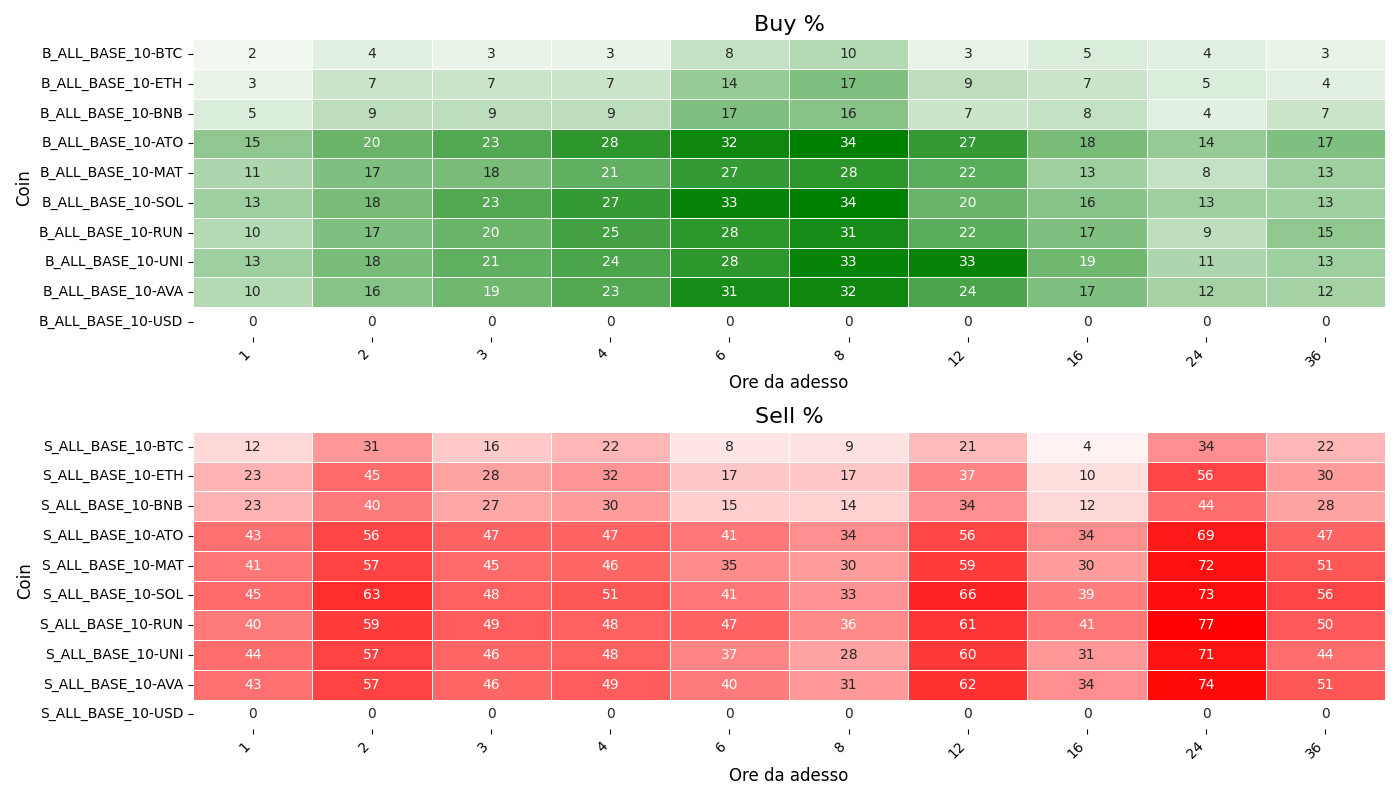 Buy %
Coin
B_ALL_BASE_10-BTC 2 4 3 3 8 10 3 5 4 3
B_ALL_BASE_10-ETH 3 7 7 7 14 17 9 7 5 4
B_ALL_BASE_10-BNB 5 9 9 9 17 16 7 8 4 7
B_ALL_BASE_10-ATO 15 20 23 28 32 34 27 18 14 17
B_ALL_BASE_10-MAT 11 17 18 21 27 28 22 13 8 13
B_ALL_BASE_10-SOL 13 18 23 27 33 34 20 16 13 13
B_ALL_BASE_10-RUN 10 17 20 25 28 31 22 17 9 15
B_ALL_BASE_10-UNI 13 18 21 24 28 33 33 19 11 13
B_ALL_BASE_10-AVA 10 16 19 23 31 32 24 17 12 12
B_ALL_BASE_10-USD 0 0 0 0 0 0 0 0 0 0
1 2 3 4 6 8 12 16 24 36
Ore da adesso
Sell %
Coin
S_ALL_BASE_10-BTC 12 31 16 22 8 9 21 4 34 22
S_ALL_BASE_10-ETH 23 45 28 32 17 17 37 10 56 30
S_ALL_BASE_10-BNB 23 40 27 30 15 14 34 12 44 28
S_ALL_BASE_10-ATO 43 56 47 47 41 34 56 34 69 47
S_ALL_BASE_10-MAT 41 57 45 46 35 30 59 30 72 51
S_ALL_BASE_10-SOL 45 63 48 51 41 33 66 39 73 56
S_ALL_BASE_10-RUN 40 59 49 48 47 36 61 41 77 50
S_ALL_BASE_10-UNI 44 57 46 48 37 28 60 31 71 44
S_ALL_BASE_10-AVA 43 57 46 49 40 31 62 34 74 51
S_ALL_BASE_10-USD 0 0 0 0 0 0 0 0 0 0
1 2 3 4 6 8 12 16 24 36
Ore da adesso